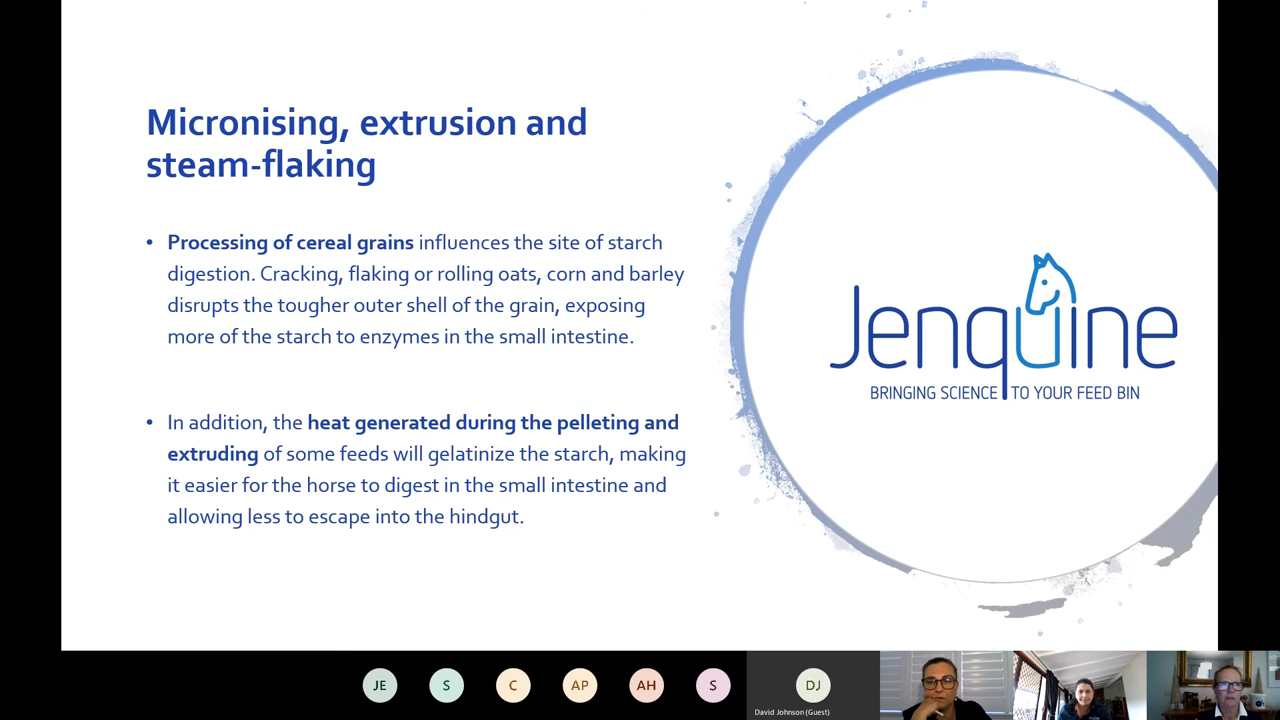 Micronising, extrusion and
steam-flaking
• Processing of cereal grains influences the site of starch
digestion. Cracking, flaking or rolling oats, corn and barley
disrupts the tougher outer shell of the grain, exposing
more of the starch to enzymes in the small intestine.
• In addition, the heat generated during the pelleting and
extruding of some feeds will gelatinize the starch, making
it easier for the horse to digest in the small intestine and
allowing less to escape into the hindgut.
Jenquine
BRINGING SCIENCE TO YOUR FEED BIN
JE S C AP AH S DJ
David Johnson (Guest)